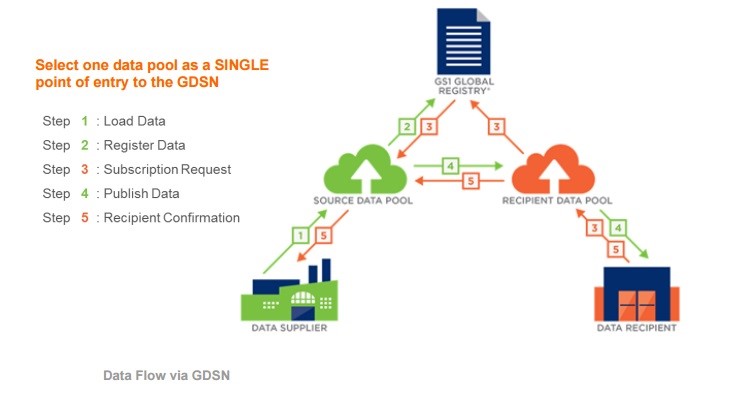 Select one data pool as a SINGLE
point of entry to the GDSN
Step 1 : Load Data
Step 2 : Register Data
Step 3 : Subscription Request
Step 4 : Publish Data
Step 5 : Recipient Confirmation
GS1 GLOBAL
REGISTRY®
2 3 3
4
5
SOURCE DATA POOL
RECIPIENT DATA POOL
1 5
3 4
5
DATA SUPPLIER
DATA RECIPIENT
Data Flow via GDSN